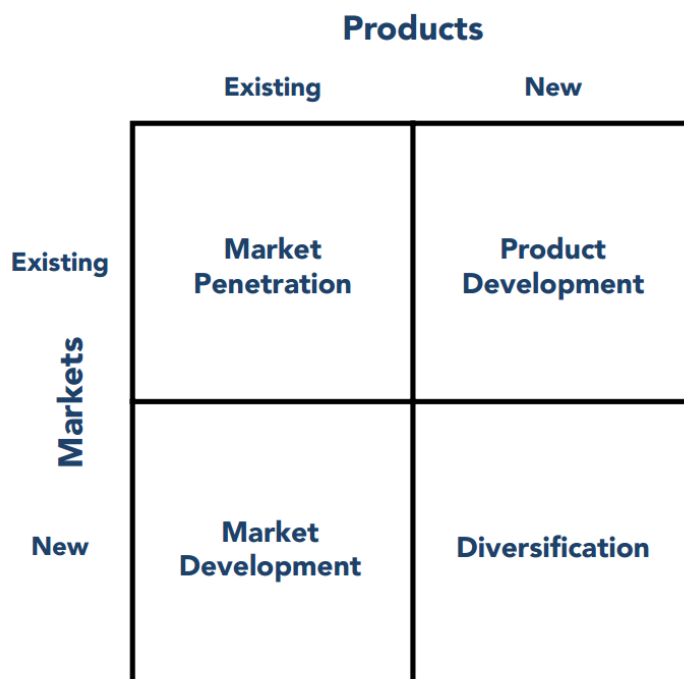 Products
Existing New
Existing
Market
Penetration
Product
Development
Markets
New
Market
Development
Diversification